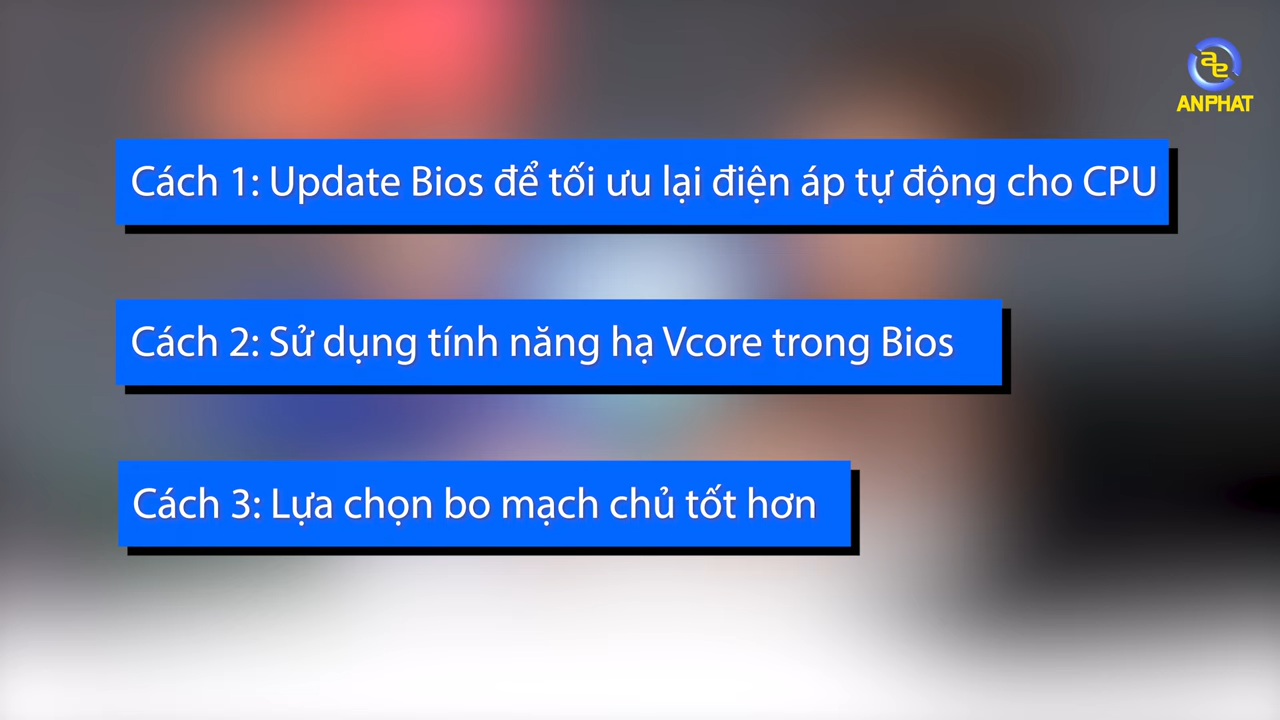 ae
ANPHAT
Cách 1: Update Bios để tối ưu lại điện áp tự động cho CPU
Cách 2: Sử dụng tính năng hạ Vcore trong Bios
Cách 3: Lựa chọn bo mạch chủ tốt hơn